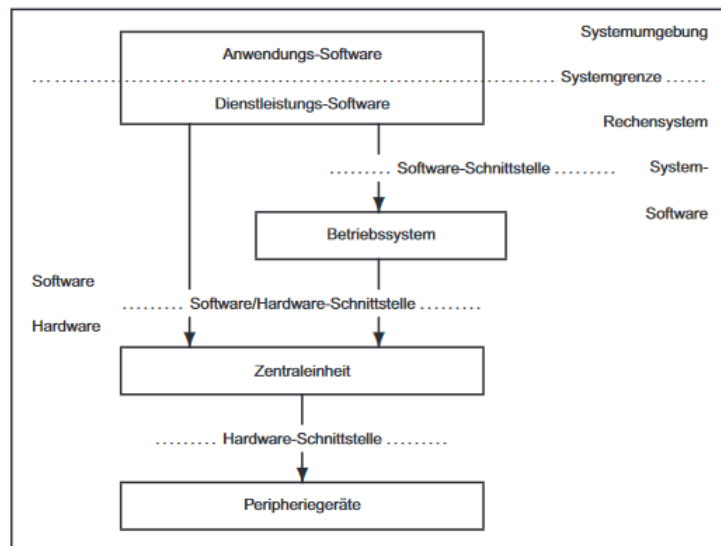 Systemumgebung
Anwendungs-Software
Systemgrenze
Dienstleistungs-Software
Rechensystem
Software-Schnittstelle
System-
Software
Betriebssystem
Software
Software/Hardware-Schnittstelle
Hardware
Zentraleinheit
Hardware-Schnittstelle
Peripheriegeräte